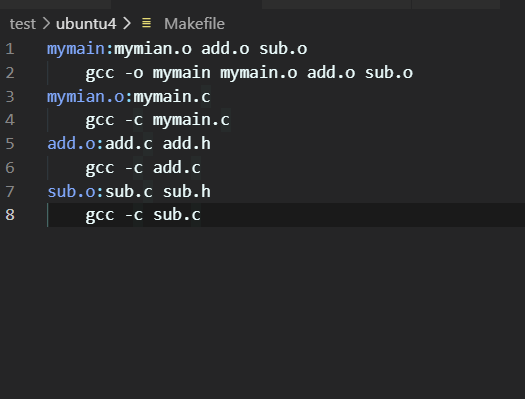 test > ubuntu4 > Makefile
1 mymain:mymian.o add.o sub.o
2 gcc -o mymain mymain.o add.o sub.o
3 mymian.o:mymain.c
4 gcc -c mymain.c
5 add.o:add.c add.h
6 gcc -c add.c
7 sub.o:sub.c sub.h
8 gcc -c sub.c